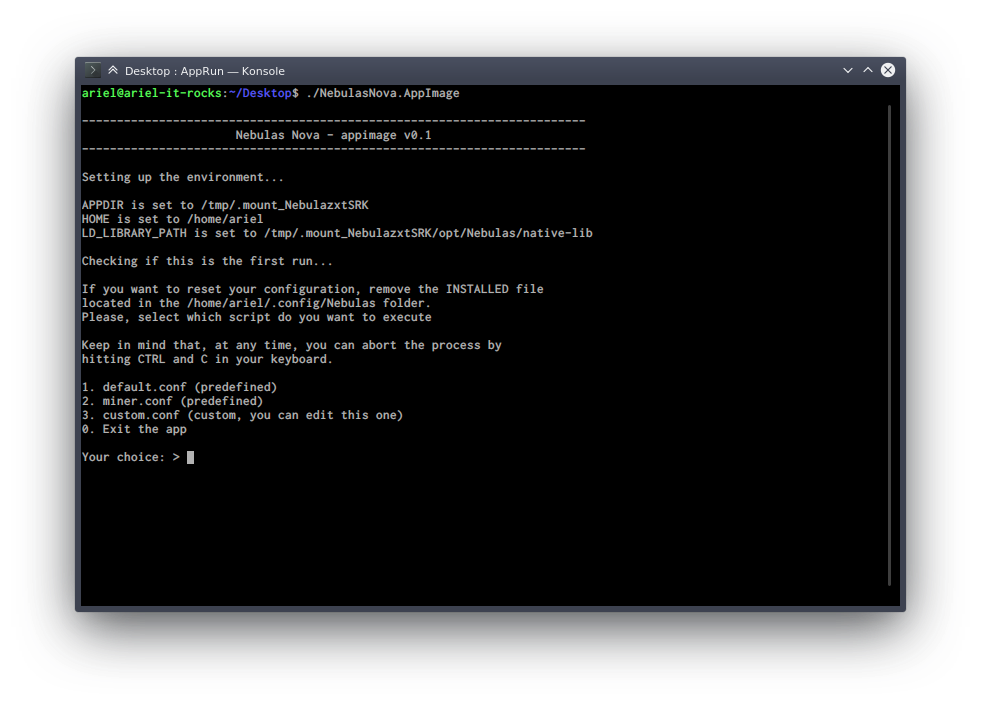 Desktop : AppRun — Konsole
ariel@ariel-it-rocks:~/Desktop$ ./NebulasNova.AppImage
------------------------------------------------------------------------
Nebulas Nova - appimage v0.1
------------------------------------------------------------------------
Setting up the environment...
APPDIR is set to /tmp/.mount_NebulazxtSRK
HOME is set to /home/ariel
LD_LIBRARY_PATH is set to /tmp/.mount_NebulazxtSRK/opt/Nebulas/native-lib
Checking if this is the first run...
If you want to reset your configuration, remove the INSTALLED file
located in the /home/ariel/.config/Nebulas folder.
Please, select which script do you want to execute
Keep in mind that, at any time, you can abort the process by
hitting CTRL and C in your keyboard.
1. default.conf (predefined)
2. miner.conf (predefined)
3. custom.conf (custom, you can edit this one)
0. Exit the app
Your choice: >